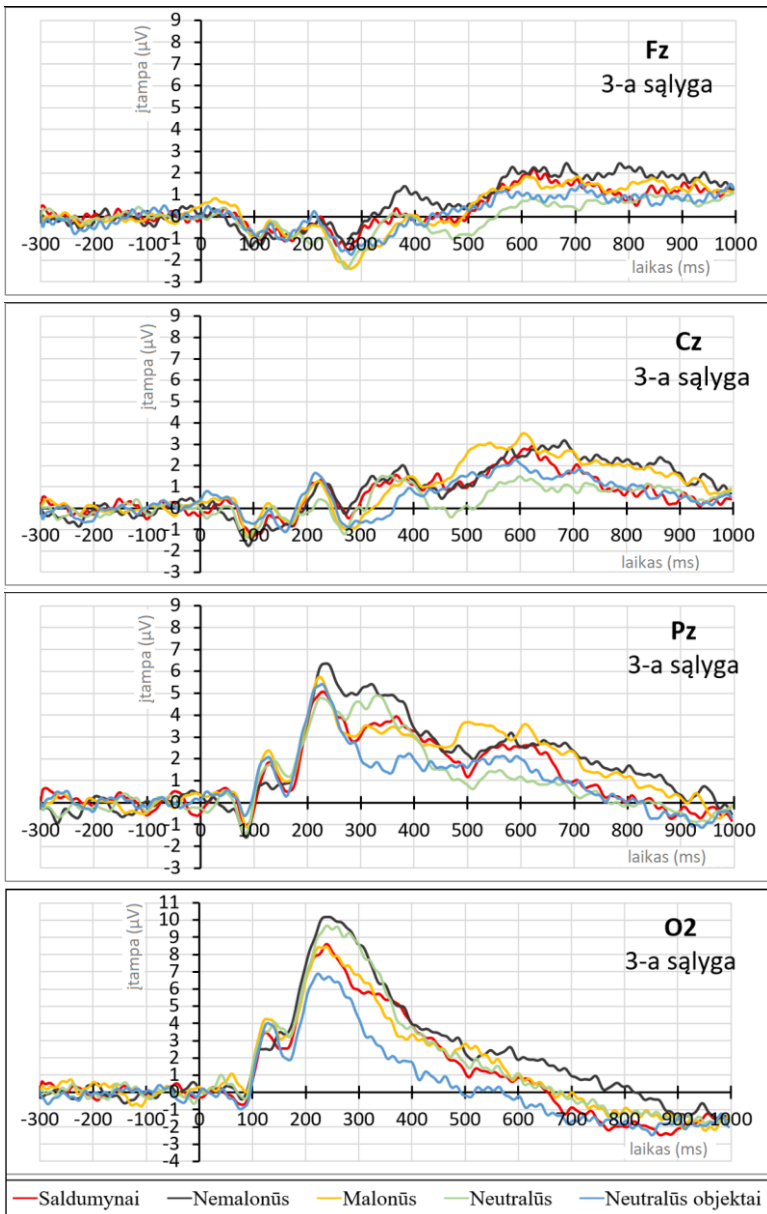 įtampa (µV)
Fz
3-a sąlyga
9
8
7
6
5
4
3
2
1
0
-1
-2
-3
-300 -200 -100 0 100 200 300 400 500 600 700 800 900 1000
laikas (ms)
įtampa (µV)
Cz
3-a sąlyga
9
8
7
6
5
4
3
2
1
0
-1
-2
-3
-300 -200 -100 0 100 200 300 400 500 600 700 800 900 1000
laikas (ms)
įtampa (µV)
Pz
3-a sąlyga
9
8
7
6
5
4
3
2
1
0
-1
-2
-3
-300 -200 -100 0 100 200 300 400 500 600 700 800 900 1000
laikas (ms)
įtampa (µV)
O2
3-a sąlyga
11
10
9
8
7
6
5
4
3
2
1
0
-1
-2
-3
-4
-300 -200 -100 0 100 200 300 400 500 600 700 800 900 1000
laikas (ms)
Saldumynai Nemalonūs Malonūs Neutralūs Neutralūs objektai